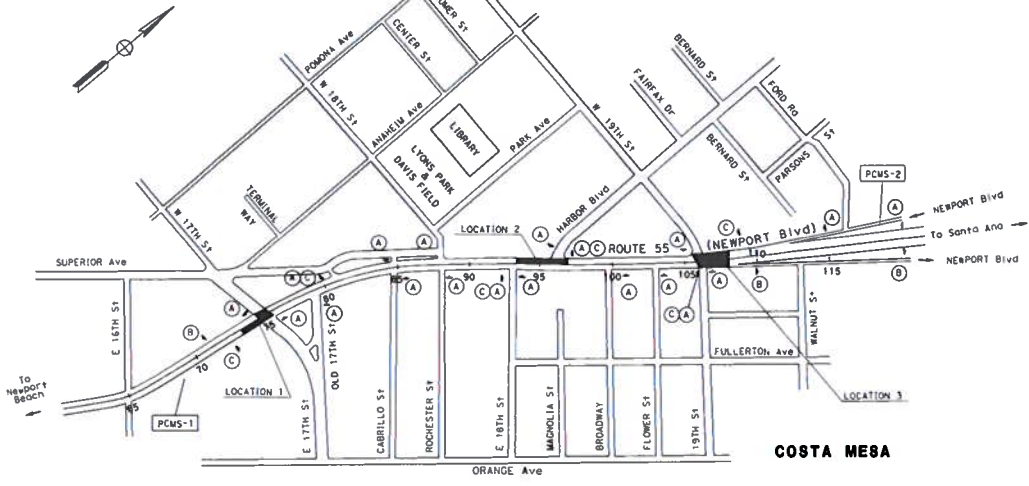 UMER St
CENTER St
POMONA Ave
W 18TH St
ANAHEIM Ave
LIBRARY
LYONS PARK
&
DAVIS FIELD
PARK Ave
W 19TH St
BERNARD St
FAIRFAX Dr
FORD Rd
BERNARD St
PARSONS St
TERMINAL
WAY
W 17TH St
HARBOR Blvd
PCMS-2
NEWPORT Blvd
To Santa Ana
NEWPORT Blvd
LOCATION 2
ROUTE 55
(NEWPORT Blvd)
SUPERIOR Ave
A
A
A
A C
A
C
A
A
A
C
85
90
95
100
105
110
115
80
75
70
65
A
C A
A
A
A
A
B
B
C A
A
A
A
B
C
E 16TH St
OLD 17TH St
WALNUT St
FULLERTON Ave
To
Newport
Beach
LOCATION 1
PCMS-1
E 17TH St
CABRILLO St
ROCHESTER St
E 18TH St
MAGNOLIA St
BROADWAY
FLOWER St
19TH St
LOCATION 3
COSTA MESA
ORANGE Ave